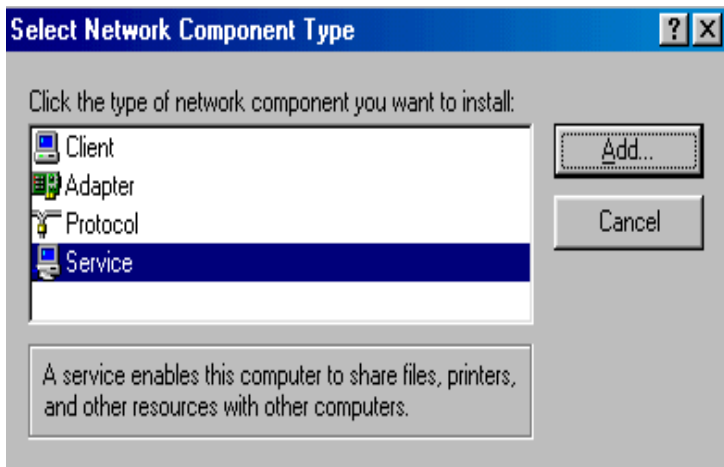 Select Network Component Type
Click the type of network component you want to install:
Client
Adapter
Protocol
Service
Add...
Cancel
A service enables this computer to share files, printers,
and other resources with other computers.